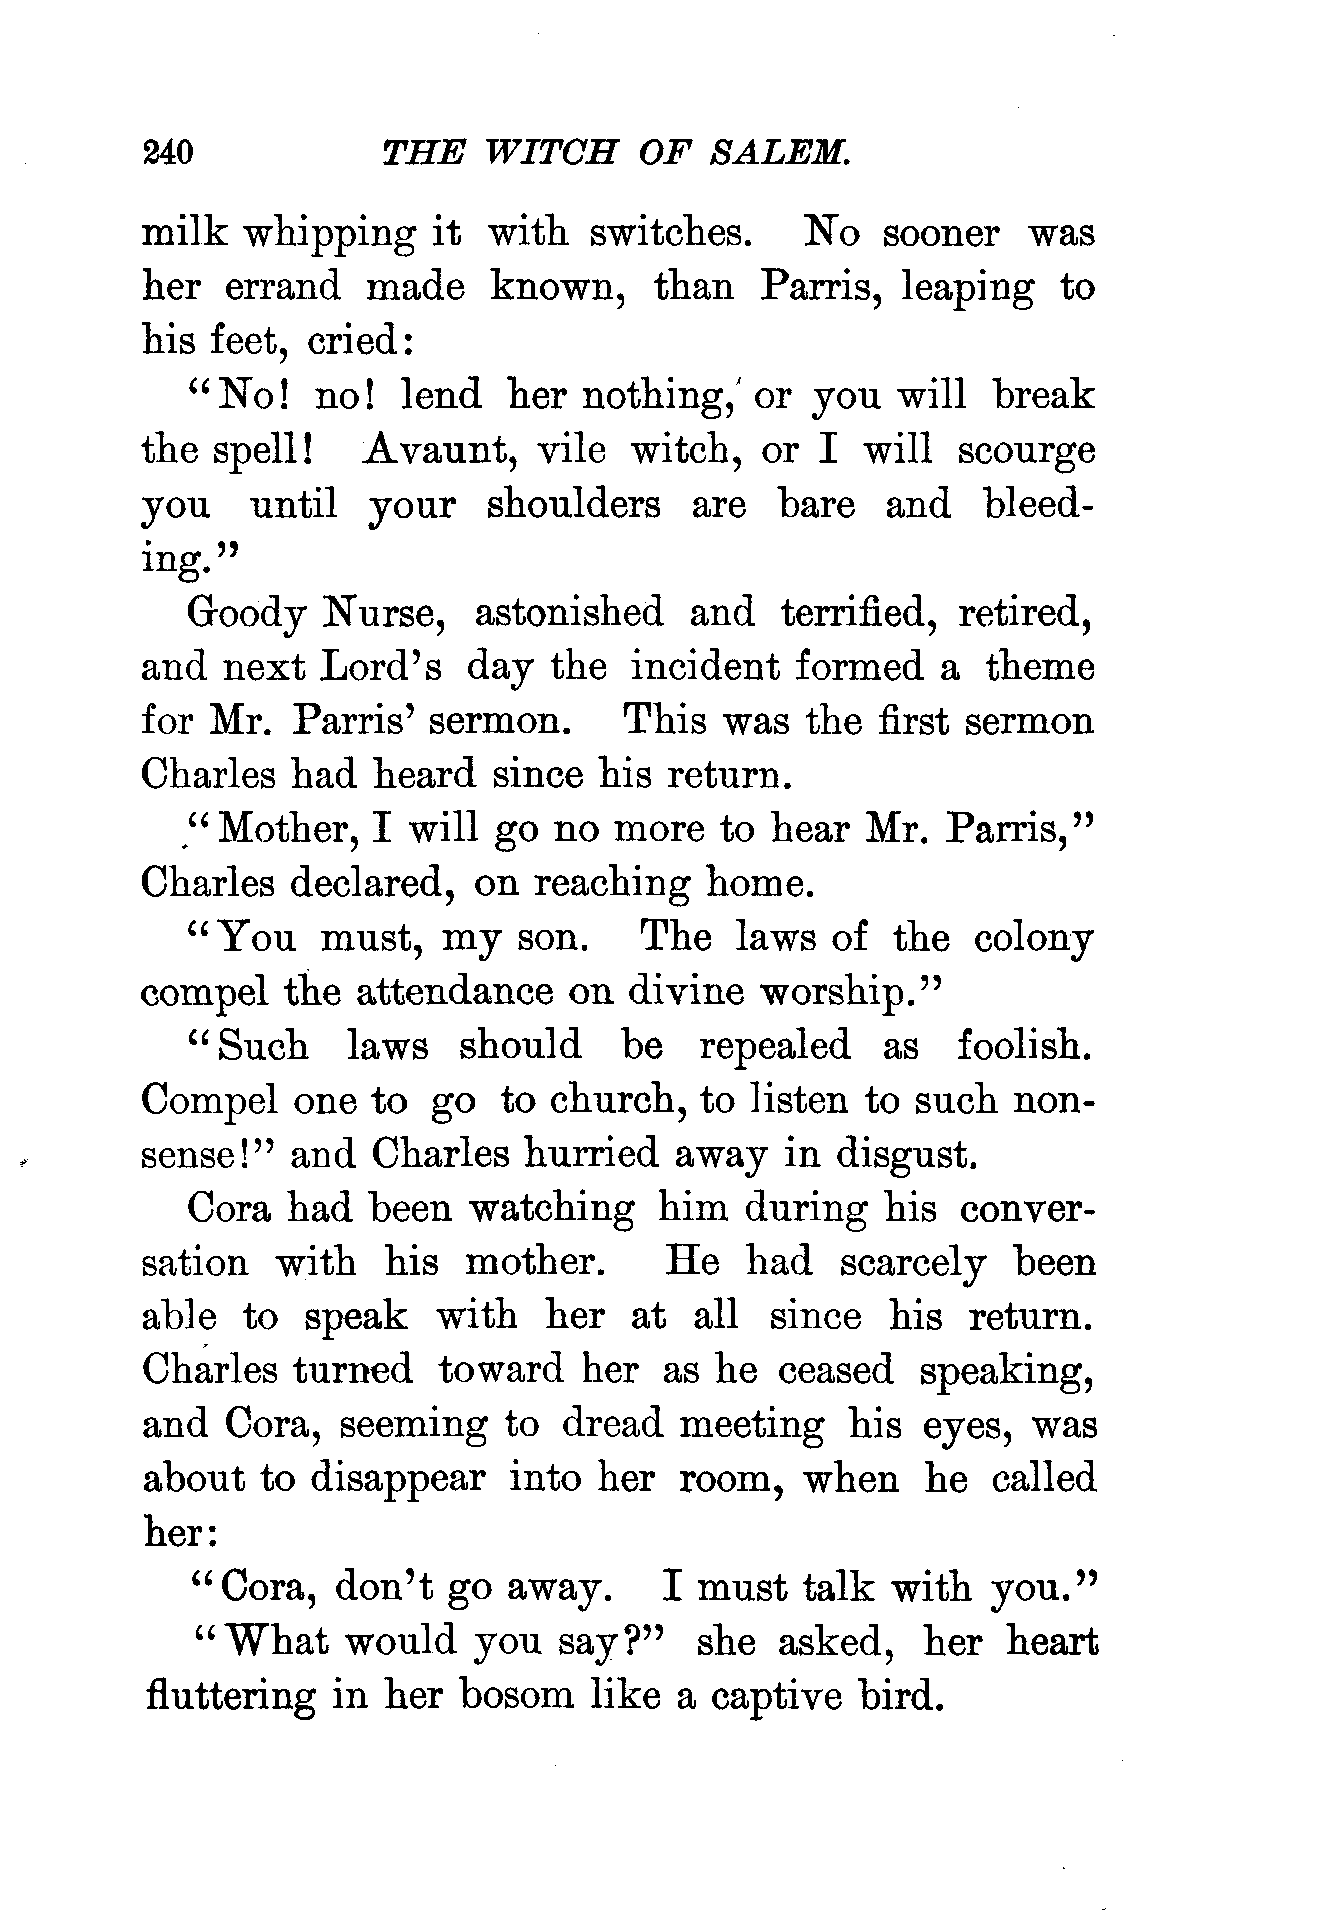 240 THE WITCH OF SALEM.
milk whipping it with switches. No sooner was
her errand made known, than Parris, leaping to
his feet, cried:
"No! no! lend her nothing, or you will break
the spell! Avaunt, vile witch, or I will scourge
you until your shoulders are bare and bleed-
ing."
Goody Nurse, astonished and terrified, retired,
and next Lord's day the incident formed a theme
for Mr. Parris' sermon. This was the first sermon
Charles had heard since his return.
"Mother, I will go no more to hear Mr. Parris,"
Charles declared, on reaching home.
"You must, my son. The laws of the colony
compel the attendance on divine worship."
"Such laws should be repealed as foolish.
Compel one to go to church, to listen to such non-
sense!" and Charles hurried away in disgust.
Cora had been watching him during his conver-
sation with his mother. He had scarcely been
able to speak with her at all since his return.
Charles turned toward her as he ceased speaking,
and Cora, seeming to dread meeting his eyes, was
about to disappear into her room, when he called
her:
"Cora, don't go away. I must talk with you."
"What would you say?" she asked, her heart
fluttering in her bosom like a captive bird.